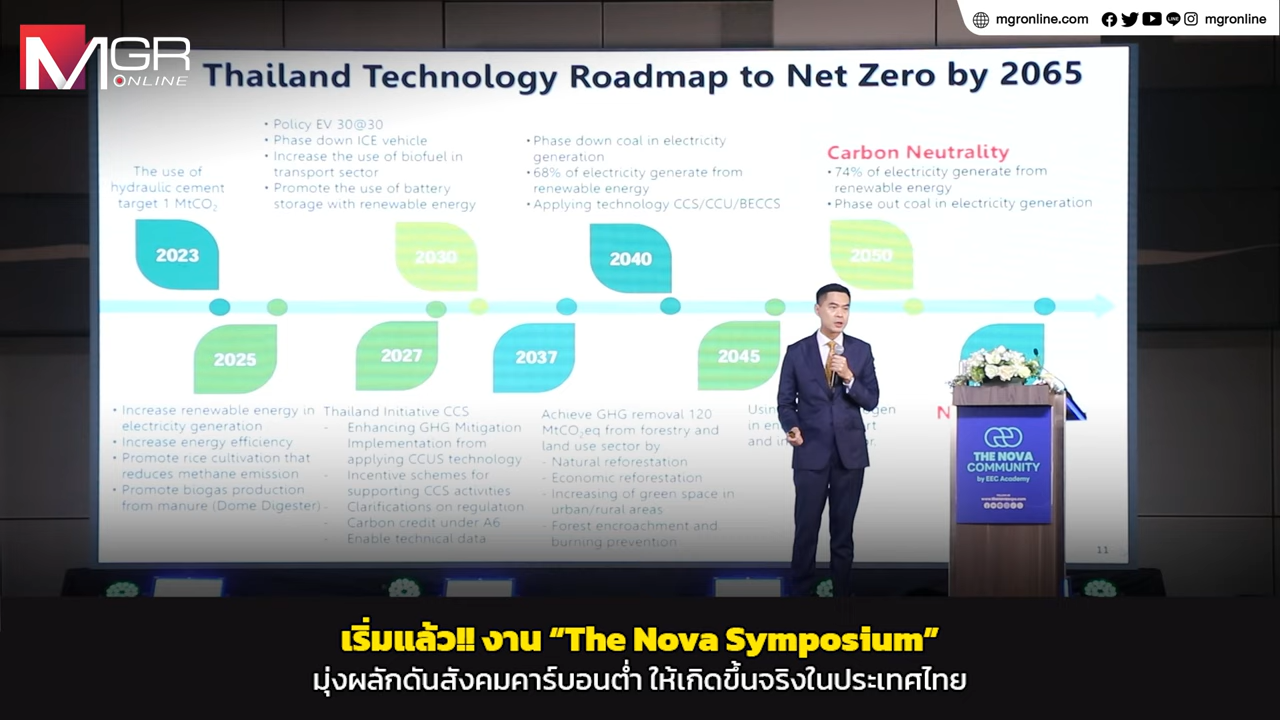 mgronline.com mgronline
MGR
ONLINE
Thailand Technology Roadmap to Net Zero by 2065
The use of
hydraulic cement
target 1 MtCO₂
• Policy EV 30@30
• Phase down ICE vehicle
• Increase the use of biofuel in
transport sector
• Promote the use of battery
storage with renewable energy
• Phase down coal in electricity
generation
• 68% of electricity generate from
renewable energy
• Applying technology CCS/CCU/BECCS
Carbon Neutrality
• 74% of electricity generate from
renewable energy
• Phase out coal in electricity generation
2023
2030
2040
2050
2025
2027
2037
2045
• Increase renewable energy in
electricity generation
• Increase energy efficiency
• Promote rice cultivation that
reduces methane emission
• Promote biogas production
from manure (Dome Digester)
Thailand Initiative CCS
- Enhancing GHG Mitigation
Implementation from
applying CCUS technology
- Incentive schemes for
supporting CCS activities
- Clarifications on regulation
- Carbon credit under A6
- Enable technical data
Achieve GHG removal 120
MtCO₂eq from forestry and
land use sector by
- Natural reforestation
- Economic reforestation
- Increasing of green space in
urban/rural areas
- Forest encroachment and
burning prevention
N
THE NOVA
COMMUNITY
by EEC Academy
11
เริ่มแล้ว!! งาน “The Nova Symposium”
มุ่งผลักดันสังคมคาร์บอนต่ำ ให้เกิดขึ้นจริงในประเทศไทย